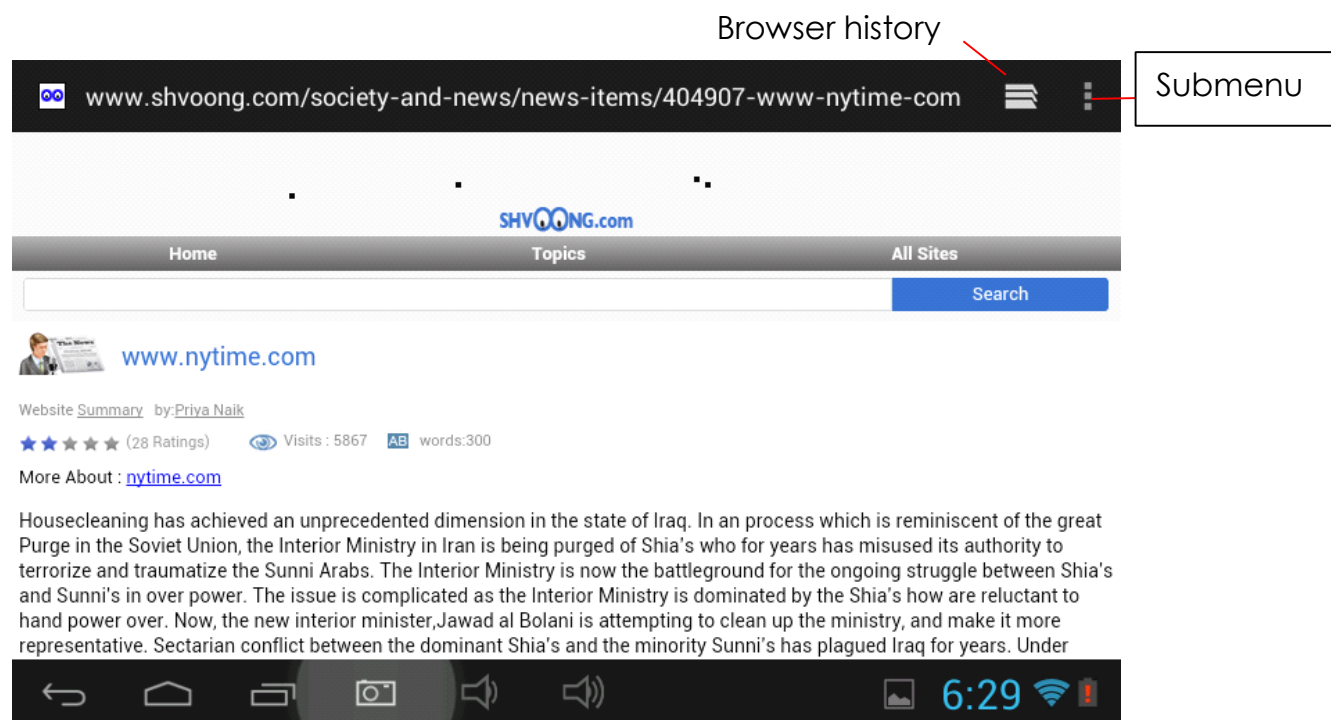 Browser history
Submenu
www.shvoong.com/society-and-news/news-items/404907-www-nytime-com
SHVOONG.com
Home Topics All Sites
Search
The News
www.nytime.com
Website Summary by:Priya Naik
(28 Ratings) Visits : 5867 AB words:300
More About : nytime.com
Housecleaning has achieved an unprecedented dimension in the state of Iraq. In an process which is reminiscent of the great
Purge in the Soviet Union, the Interior Ministry in Iran is being purged of Shia's who for years has misused its authority to
terrorize and traumatize the Sunni Arabs. The Interior Ministry is now the battleground for the ongoing struggle between Shia's
and Sunni's in over power. The issue is complicated as the Interior Ministry is dominated by the Shia's how are reluctant to
hand power over. Now, the new interior minister,Jawad al Bolani is attempting to clean up the ministry, and make it more
representative. Sectarian conflict between the dominant Shia's and the minority Sunni's has plagued Iraq for years. Under
6:29